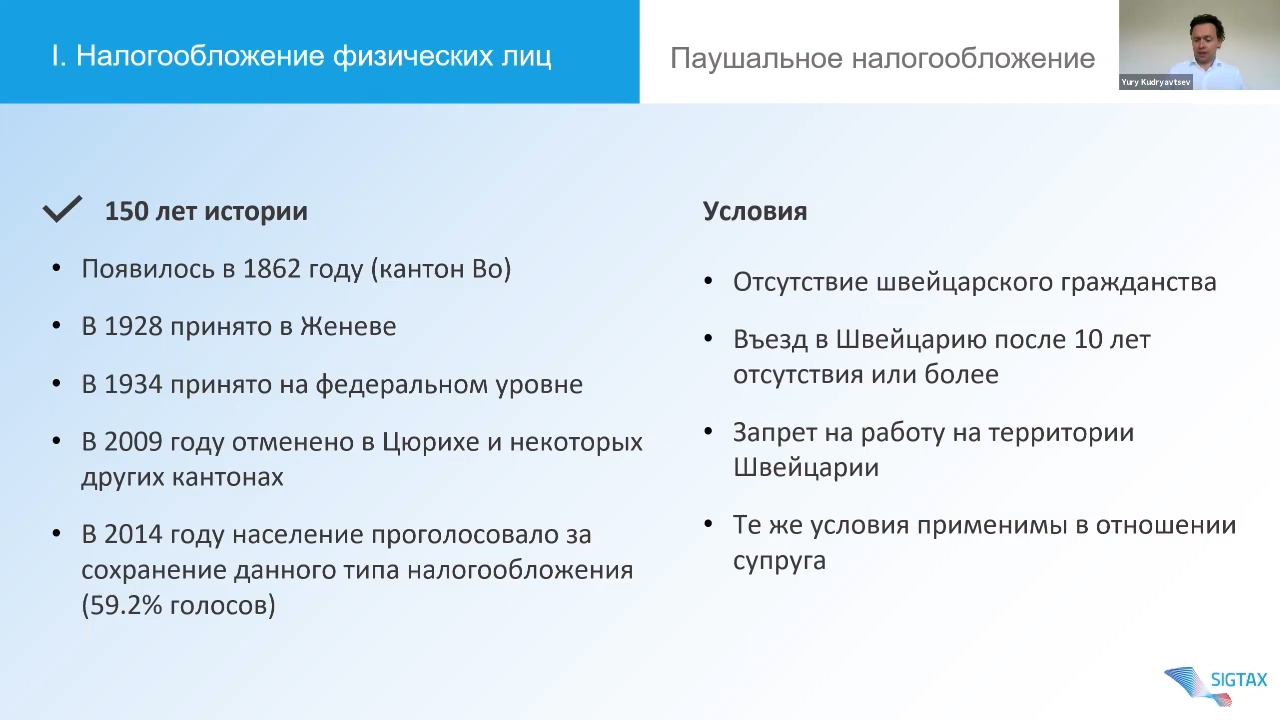 I. Налогообложение физических лиц
Паушальное налогообложение
Yury Kudryavtsev
150 лет истории
• Появилось в 1862 году (кантон Во)
• В 1928 принято в Женеве
• В 1934 принято на федеральном уровне
• В 2009 году отменено в Цюрихе и некоторых
других кантонах
• В 2014 году население проголосовало за
сохранение данного типа налогообложения
(59.2% голосов)
Условия
• Отсутствие швейцарского гражданства
• Въезд в Швейцарию после 10 лет
отсутствия или более
• Запрет на работу на территории
Швейцарии
• Те же условия применимы в отношении
супруга
SIGTAX